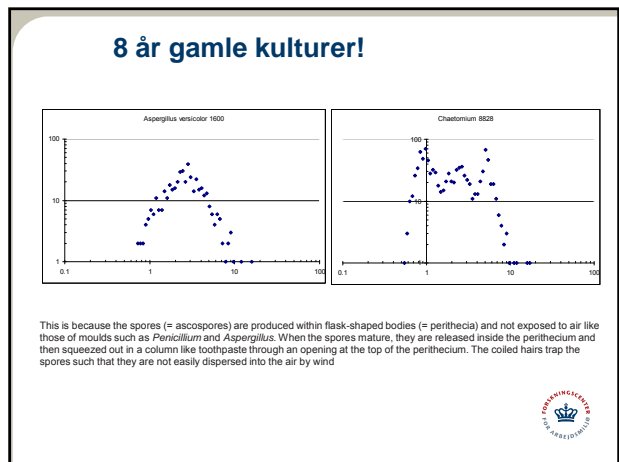 8 år gamle kulturer!
Aspergillus versicolor 1600
100
10
1
0.1 1 10 100
Chaetomium 8828
100
10
0.1 1 10 100
This is because the spores (= ascospores) are produced within flask-shaped bodies (= perithecia) and not exposed to air like
those of moulds such as Penicillium and Aspergillus. When the spores mature, they are released inside the perithecium and
then squeezed out in a column like toothpaste through an opening at the top of the perithecium. The coiled hairs trap the
spores such that they are not easily dispersed into the air by wind
FORSKNINGSCENTER
FOR ARBEJDSMILJØ